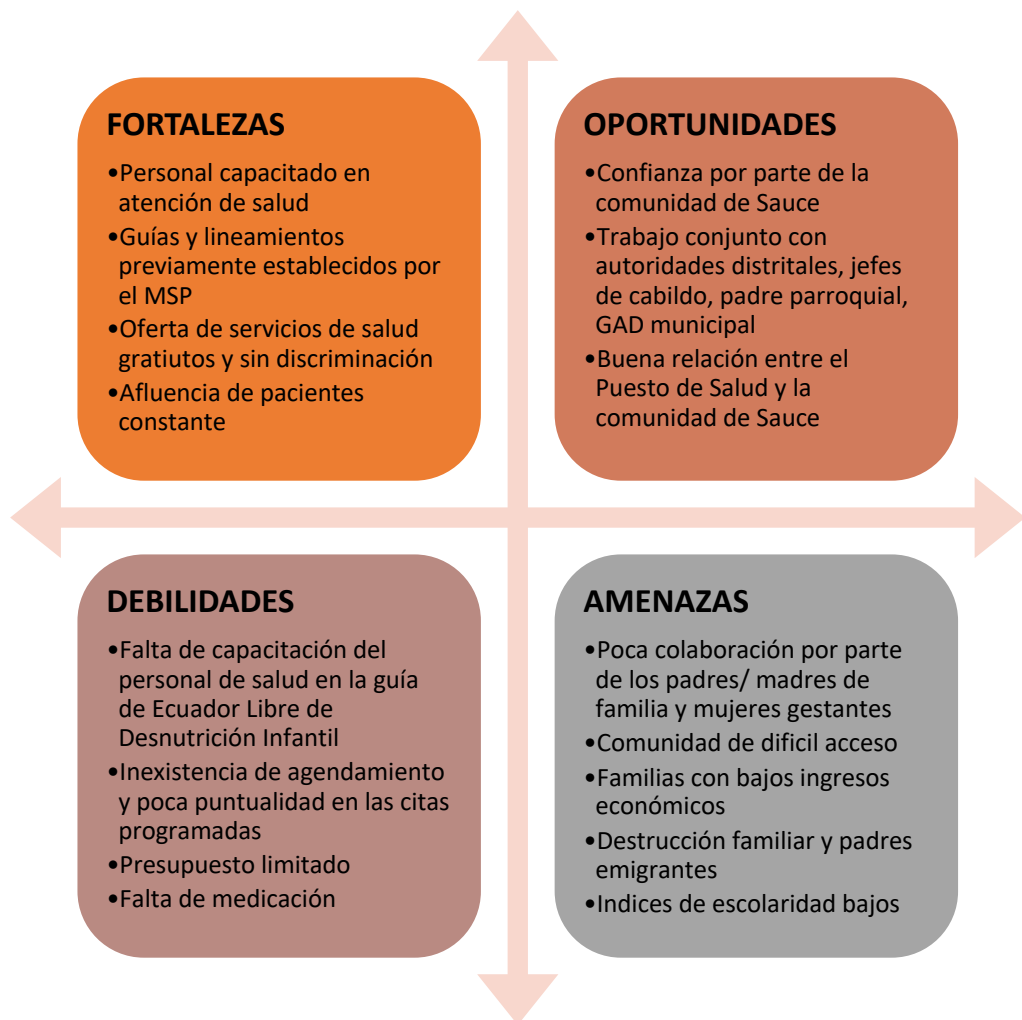 FORTALEZAS
•Personal capacitado en
atención de salud
•Guías y lineamientos
previamente establecidos por
el MSP
•Oferta de servicios de salud
gratiutos y sin discriminación
•Afluencia de pacientes
constante
OPORTUNIDADES
•Confianza por parte de la
comunidad de Sauce
•Trabajo conjunto con
autoridades distritales, jefes
de cabildo, padre parroquial,
GAD municipal
•Buena relación entre el
Puesto de Salud y la
comunidad de Sauce
DEBILIDADES
•Falta de capacitación del
personal de salud en la guía
de Ecuador Libre de
Desnutrición Infantil
•Inexistencia de agendamiento
y poca puntualidad en las citas
programadas
•Presupuesto limitado
•Falta de medicación
AMENAZAS
•Poca colaboración por parte
de los padres/ madres de
familia y mujeres gestantes
•Comunidad de dificil acceso
•Familias con bajos ingresos
económicos
•Destrucción familiar y padres
emigrantes
•Indices de escolaridad bajos